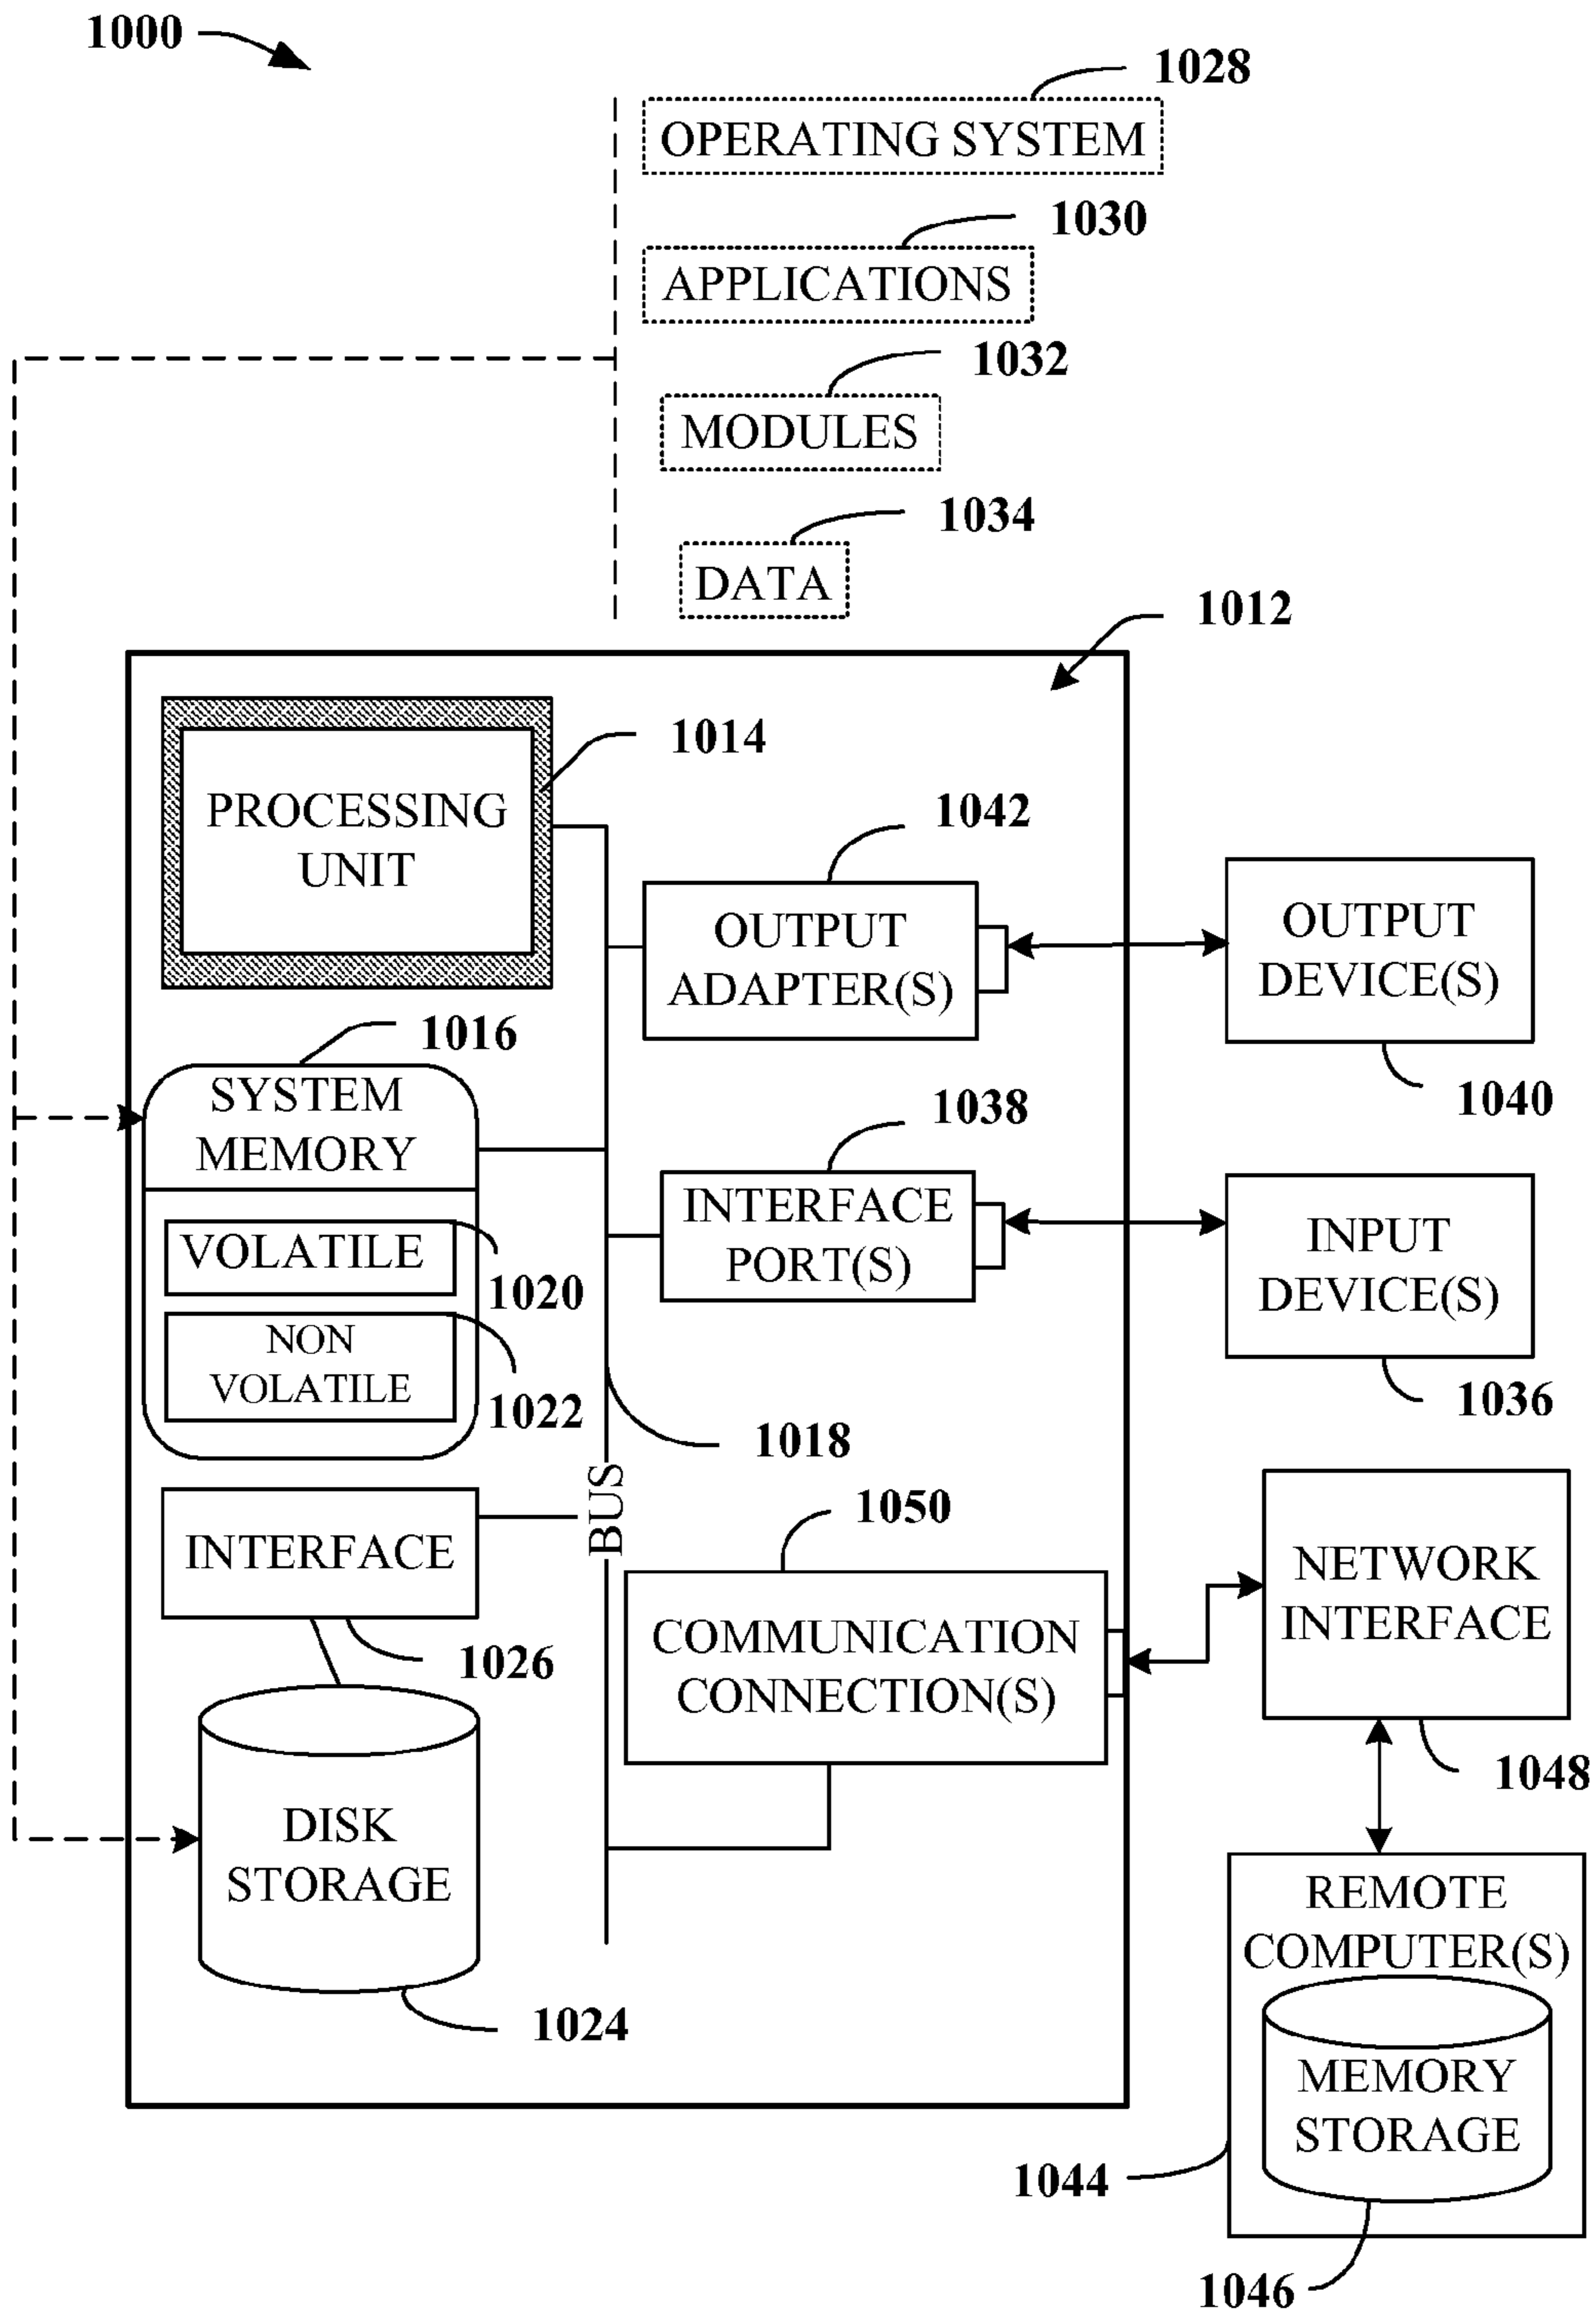 1000
1028
OPERATING SYSTEM
1030
APPLICATIONS
1032
MODULES
1034
DATA
1012
1014
PROCESSING
UNIT
1042
OUTPUT
ADAPTER(S)
OUTPUT
DEVICE(S)
1040
1016
SYSTEM
MEMORY
1038
INTERFACE
PORT(S)
INPUT
DEVICE(S)
1036
VOLATILE
1020
NON
VOLATILE
1022
1018
BUS
INTERFACE
1026
1050
COMMUNICATION
CONNECTION(S)
NETWORK
INTERFACE
1048
DISK
STORAGE
1024
REMOTE
COMPUTER(S)
MEMORY
STORAGE
1044
1046